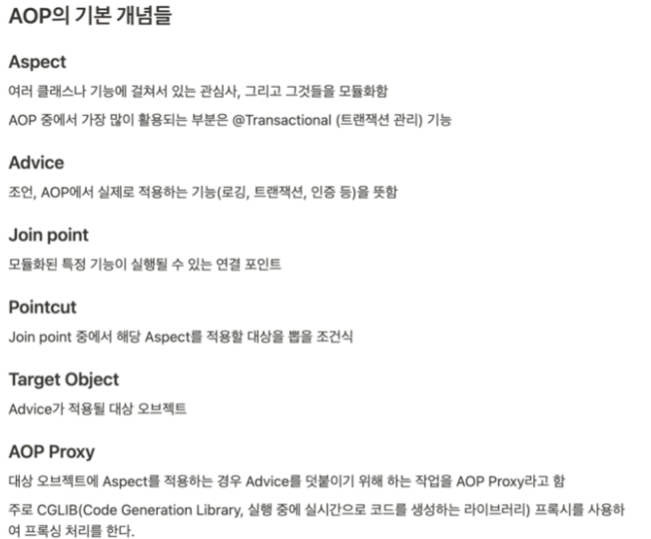 AOP의 기본 개념들
Aspect
여러 클래스나 기능에 걸쳐서 있는 관심사, 그리고 그것들을 모듈화함
AOP 중에서 가장 많이 활용되는 부분은 @Transactional (트랜잭션 관리) 기능
Advice
조언, AOP에서 실제로 적용하는 기능(로깅, 트랜잭션, 인증 등)을 뜻함
Join point
모듈화된 특정 기능이 실행될 수 있는 연결 포인트
Pointcut
Join point 중에서 해당 Aspect를 적용할 대상을 뽑을 조건식
Target Object
Advice가 적용될 대상 오브젝트
AOP Proxy
대상 오브젝트에 Aspect를 적용하는 경우 Advice를 덧붙이기 위해 하는 작업을 AOP Proxy라고 함
주로 CGLIB(Code Generation Library, 실행 중에 실시간으로 코드를 생성하는 라이브러리) 프록시를 사용하
여 프록싱 처리를 한다.